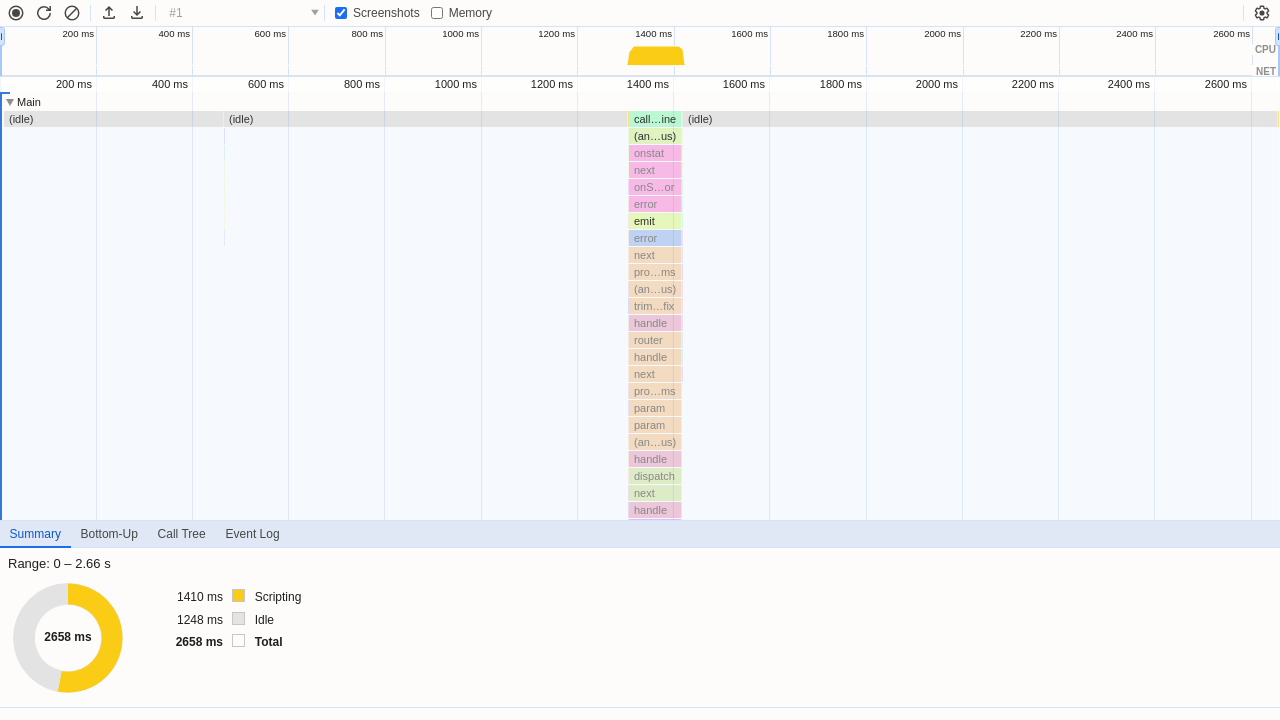 #1 Screenshots Memory
200 ms 400 ms 600 ms 800 ms 1000 ms 1200 ms 1400 ms 1600 ms 1800 ms 2000 ms 2200 ms 2400 ms 2600 ms
CPU
NET
200 ms 400 ms 600 ms 800 ms 1000 ms 1200 ms 1400 ms 1600 ms 1800 ms 2000 ms 2200 ms 2400 ms 2600 ms
Main
(idle) (idle) call…ine (idle)
(an…us)
onstat
next
onS…or
error
emit
error
next
pro…ms
(an…us)
trim…fix
handle
router
handle
next
pro…ms
param
param
(an…us)
handle
dispatch
next
handle
Summary Bottom-Up Call Tree Event Log
Range: 0 – 2.66 s
2658 ms
1410 ms Scripting
1248 ms Idle
2658 ms Total